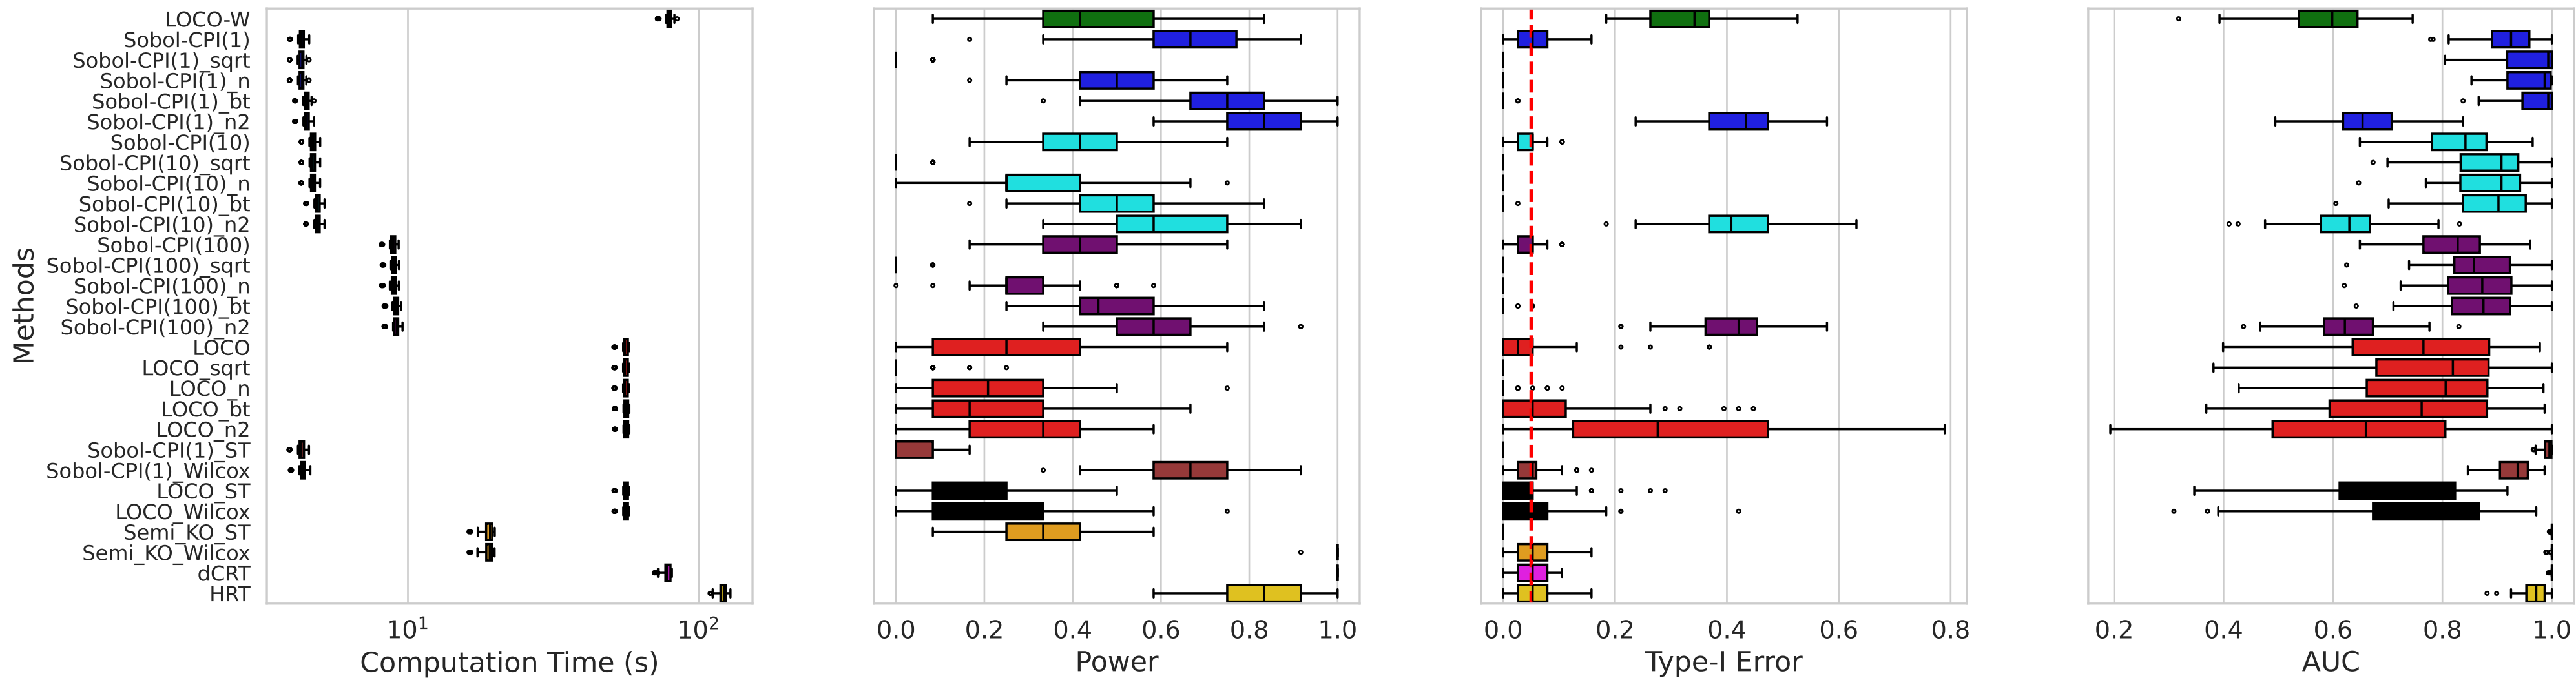 Methods
LOCO-W
Sobol-CPI(1)
Sobol-CPI(1)_sqrt
Sobol-CPI(1)_n
Sobol-CPI(1)_bt
Sobol-CPI(1)_n2
Sobol-CPI(10)
Sobol-CPI(10)_sqrt
Sobol-CPI(10)_n
Sobol-CPI(10)_bt
Sobol-CPI(10)_n2
Sobol-CPI(100)
Sobol-CPI(100)_sqrt
Sobol-CPI(100)_n
Sobol-CPI(100)_bt
Sobol-CPI(100)_n2
LOCO
LOCO_sqrt
LOCO_n
LOCO_bt
LOCO_n2
Sobol-CPI(1)_ST
Sobol-CPI(1)_Wilcox
LOCO_ST
LOCO_Wilcox
Semi_KO_ST
Semi_KO_Wilcox
dCRT
HRT
10¹ 10²
Computation Time (s)
0.0 0.2 0.4 0.6 0.8 1.0
Power
0.0 0.2 0.4 0.6 0.8
Type-I Error
0.2 0.4 0.6 0.8 1.0
AUC